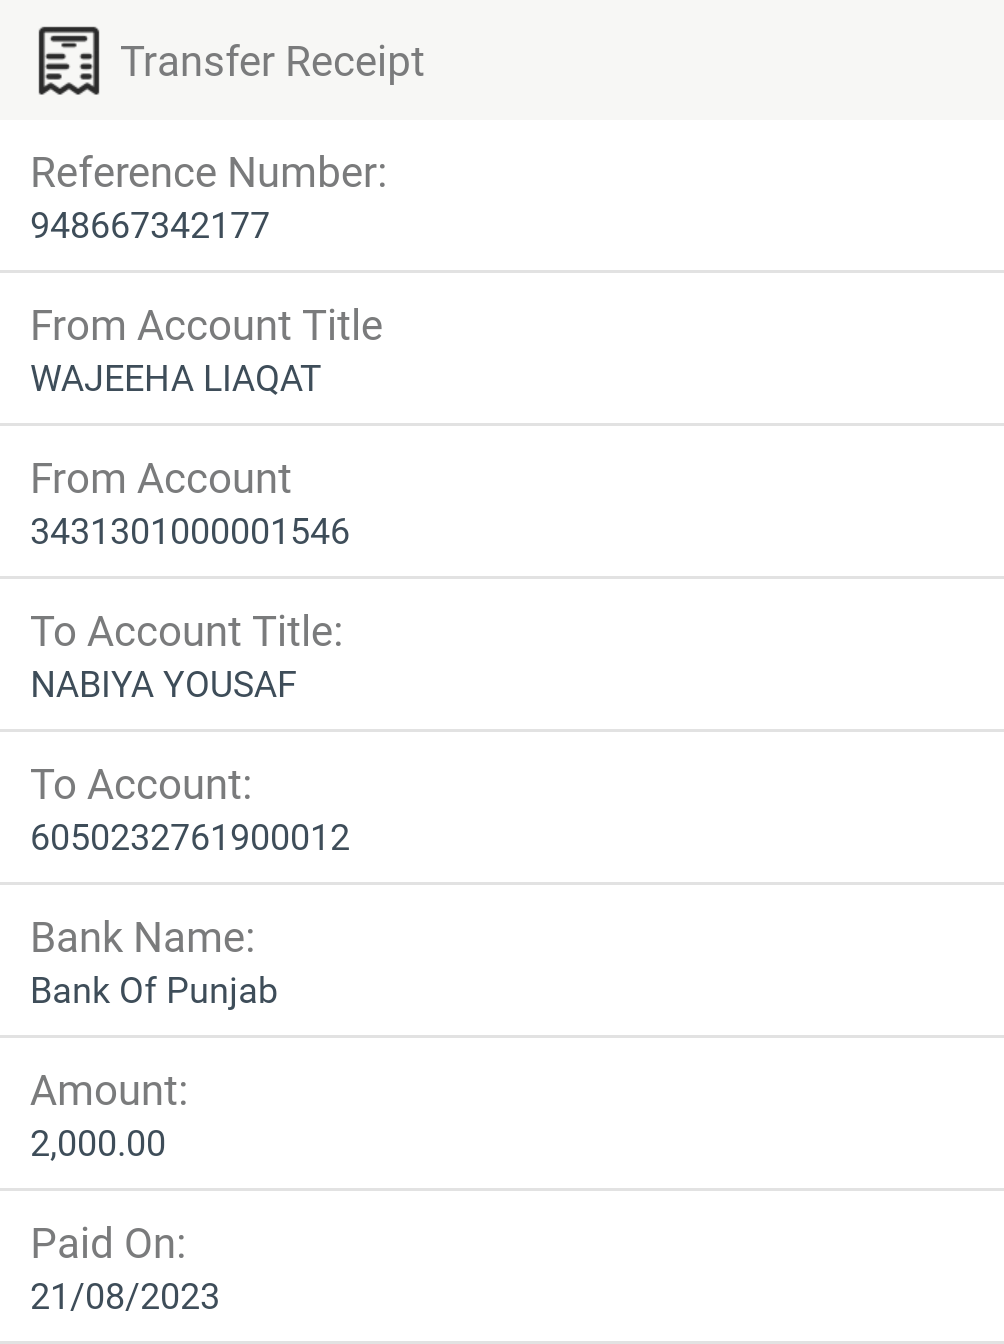 Transfer Receipt
Reference Number:
948667342177
From Account Title
WAJEEHA LIAQAT
From Account
3431301000001546
To Account Title:
NABIYA YOUSAF
To Account:
6050232761900012
Bank Name:
Bank Of Punjab
Amount:
2,000.00
Paid On:
21/08/2023